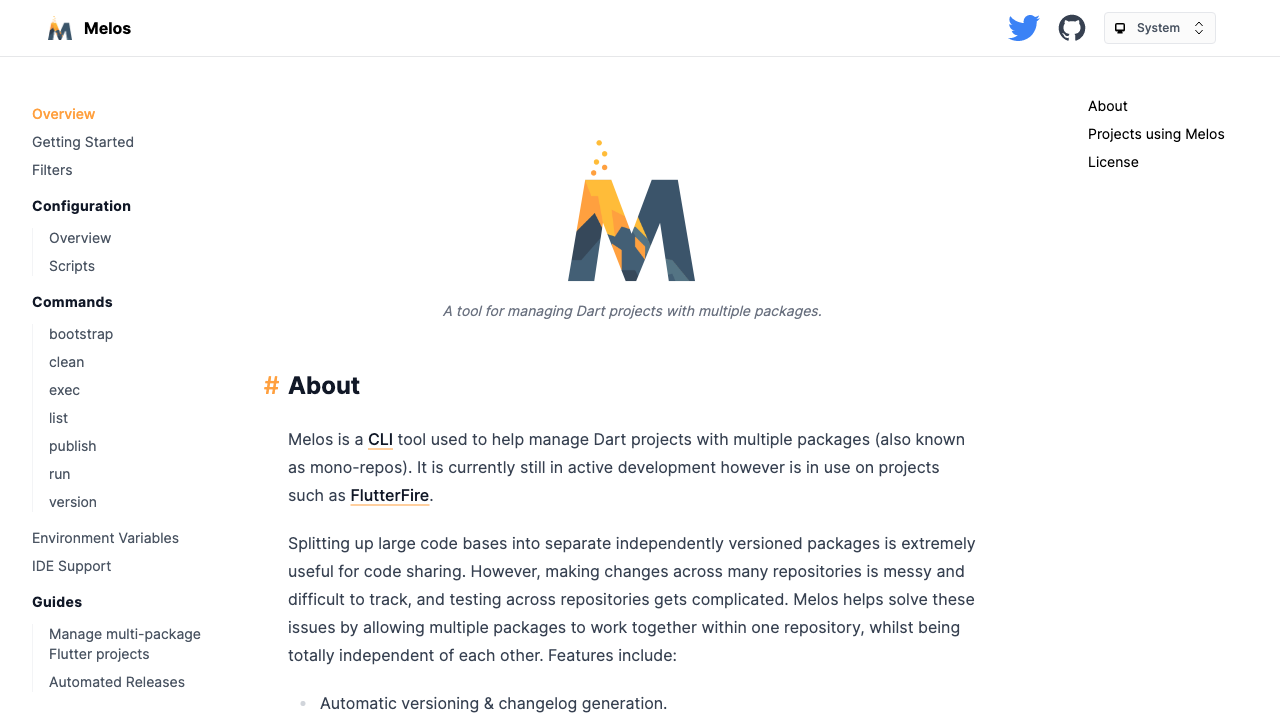 Melos
System
Overview
Getting Started
Filters
Configuration
Overview
Scripts
Commands
bootstrap
clean
exec
list
publish
run
version
Environment Variables
IDE Support
Guides
Manage multi-package
Flutter projects
Automated Releases
A tool for managing Dart projects with multiple packages.
# About
Melos is a CLI tool used to help manage Dart projects with multiple packages (also known
as mono-repos). It is currently still in active development however is in use on projects
such as FlutterFire.
Splitting up large code bases into separate independently versioned packages is extremely
useful for code sharing. However, making changes across many repositories is messy and
difficult to track, and testing across repositories gets complicated. Melos helps solve these
issues by allowing multiple packages to work together within one repository, whilst being
totally independent of each other. Features include:
• Automatic versioning & changelog generation.
About
Projects using Melos
License